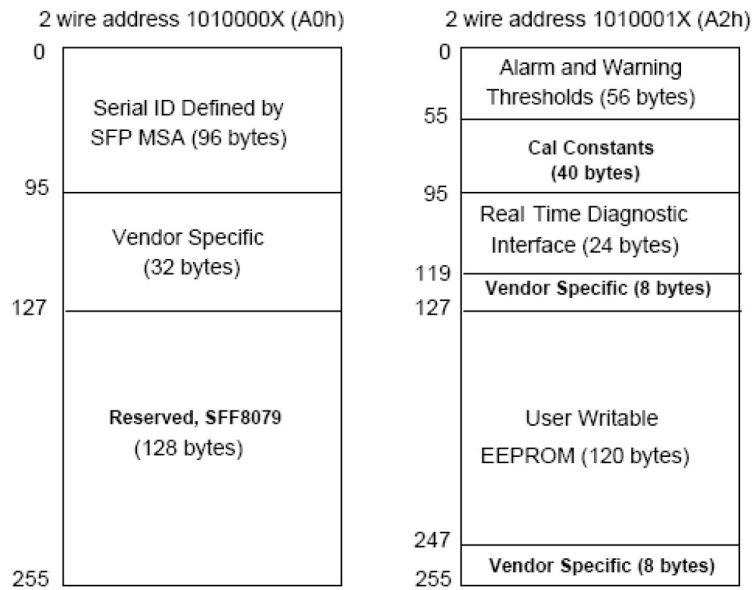 2 wire address 1010000X (A0h)
0
Serial ID Defined by
SFP MSA (96 bytes)
95
Vendor Specific
(32 bytes)
127
Reserved, SFF8079
(128 bytes)
255
2 wire address 1010001X (A2h)
0
Alarm and Warning
Thresholds (56 bytes)
55
Cal Constants
(40 bytes)
95
Real Time Diagnostic
Interface (24 bytes)
119
Vendor Specific (8 bytes)
127
User Writable
EEPROM (120 bytes)
247
Vendor Specific (8 bytes)
255